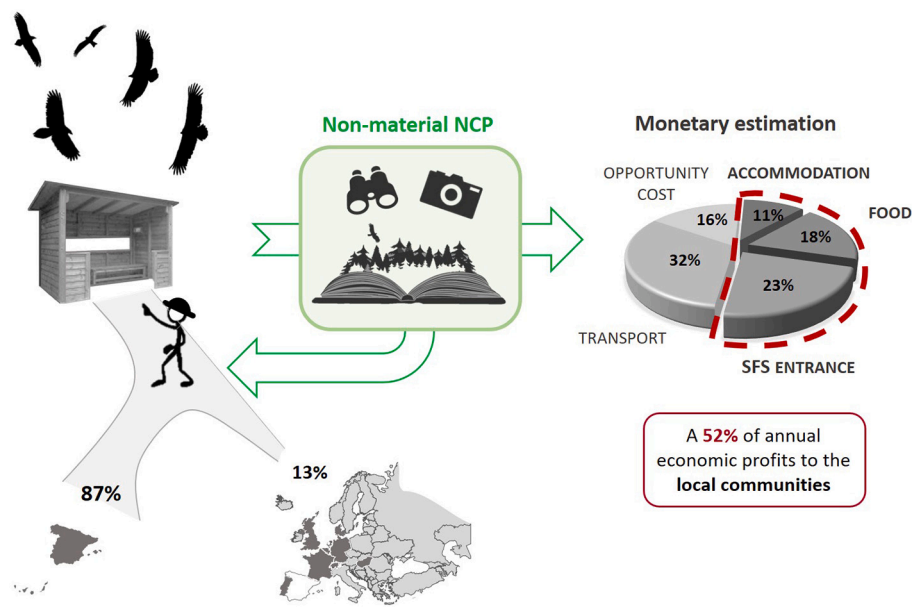 Non-material NCP
Monetary estimation
OPPORTUNITY
COST
ACCOMMODATION
FOOD
16%
11%
18%
32%
23%
TRANSPORT
SFS ENTRANCE
A 52% of annual
economic profits to the
local communities
87%
13%